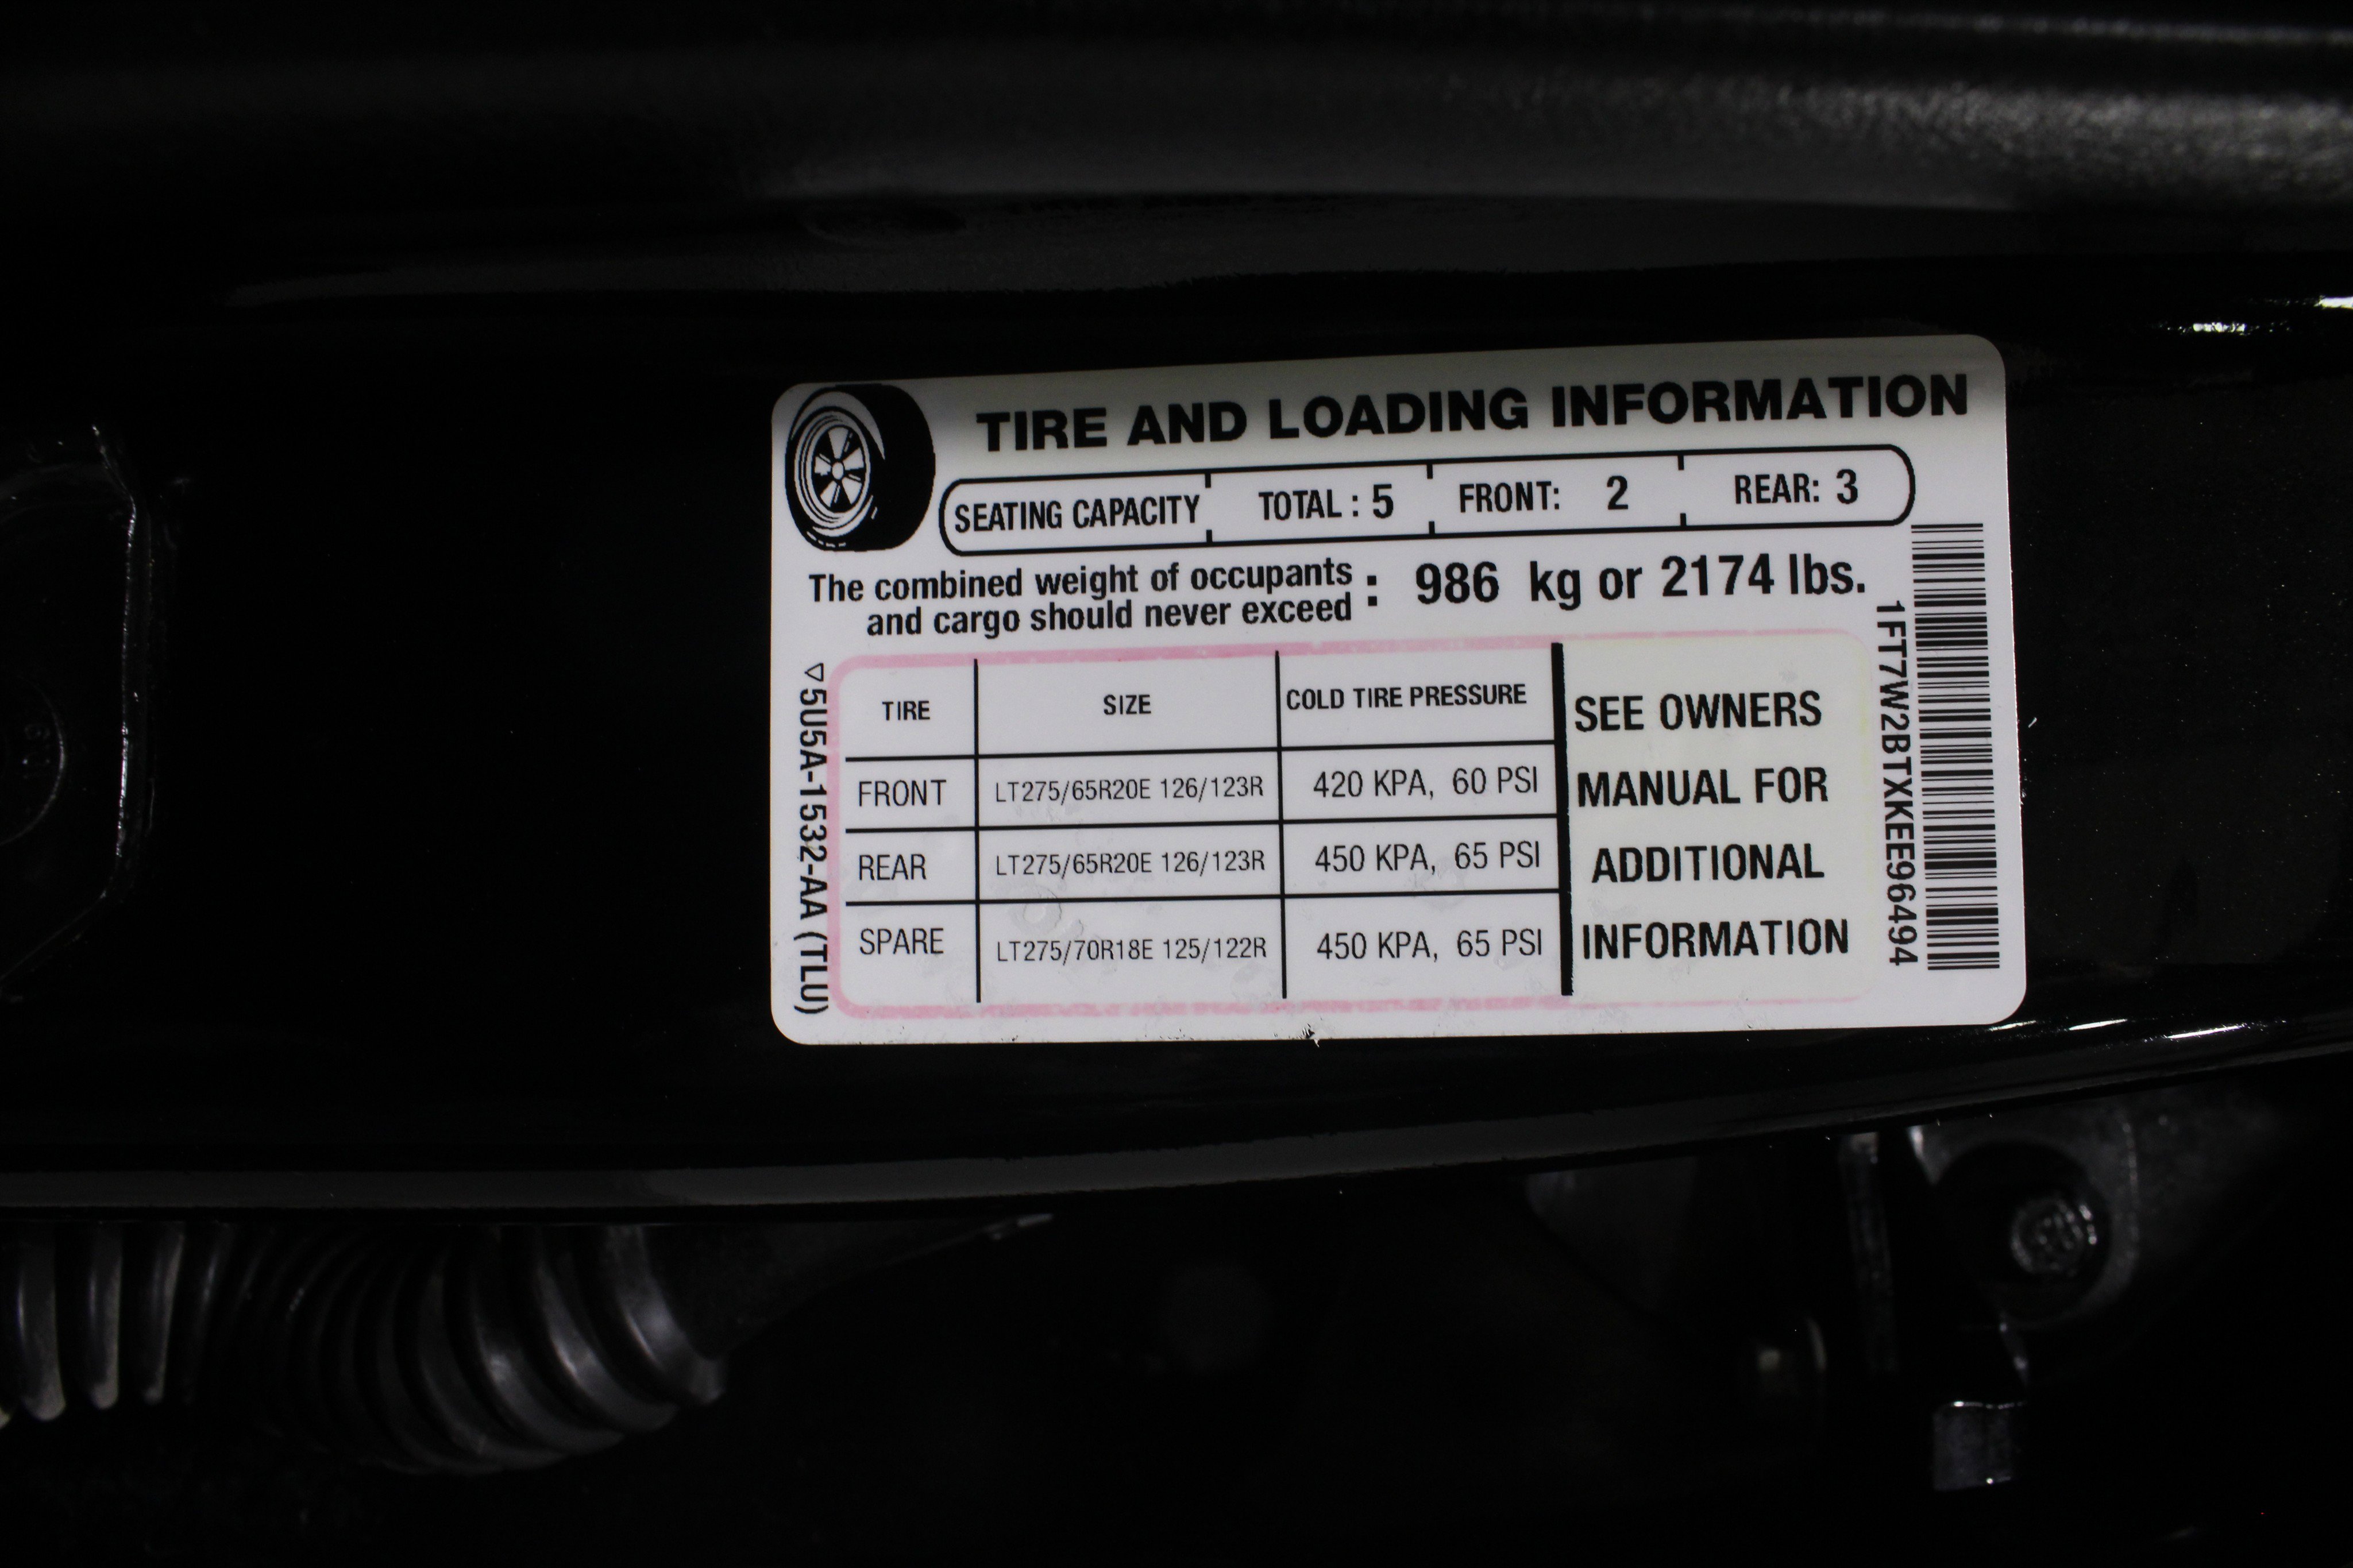 TIRE AND LOADING INFORMATION
SEATING CAPACITY TOTAL : 5 FRONT: 2 REAR: 3
The combined weight of occupants
and cargo should never exceed : 986 kg or 2174 lbs.
TIRE SIZE COLD TIRE PRESSURE
FRONT LT275/65R20E 126/123R 420 KPA, 60 PSI
REAR LT275/65R20E 126/123R 450 KPA, 65 PSI
SPARE LT275/70R18E 125/122R 450 KPA, 65 PSI
SEE OWNERS
MANUAL FOR
ADDITIONAL
INFORMATION
5U5A-1532-AA (TLU)
1FT7W2BTXKEE96494